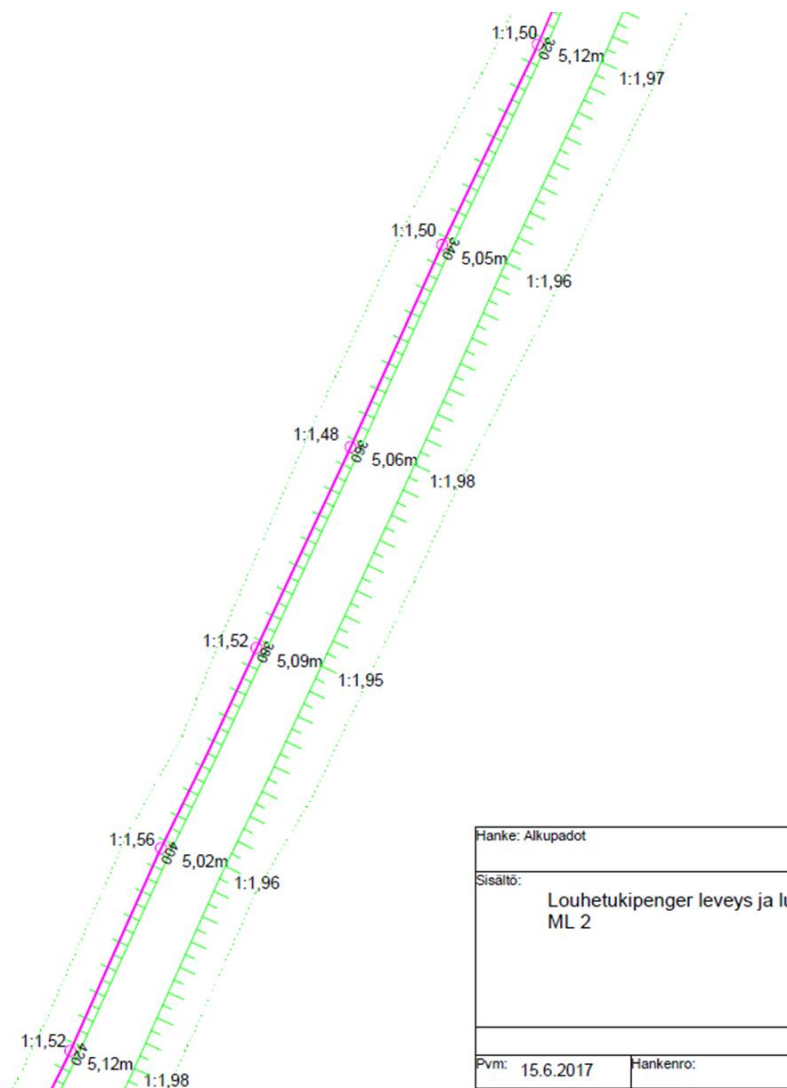 1:1,50
320
5,12m
1:1,97
1:1,50
340
5,05m
1:1,96
1:1,48
360
5,06m
1:1,98
1:1,52
380
5,09m
1:1,95
1:1,56
400
5,02m
1:1,96
1:1,52
420
5,12m
1:1,98
Hanke: Alkupadot
Sisältö:
Louhetukipenger leveys ja
ML 2
Pvm: 15.6.2017
Hankenro: